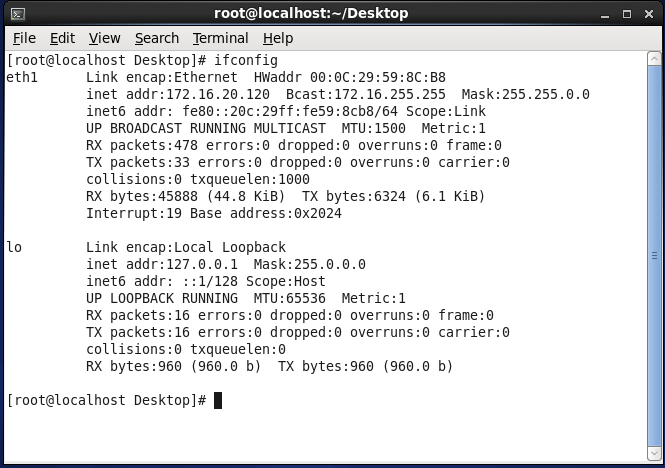 root@localhost:~/Desktop
File Edit View Search Terminal Help
[root@localhost Desktop]# ifconfig
eth1      Link encap:Ethernet  HWaddr 00:0C:29:59:8C:B8
          inet addr:172.16.20.120  Bcast:172.16.255.255  Mask:255.255.0.0
          inet6 addr: fe80::20c:29ff:fe59:8cb8/64 Scope:Link
          UP BROADCAST RUNNING MULTICAST  MTU:1500  Metric:1
          RX packets:478 errors:0 dropped:0 overruns:0 frame:0
          TX packets:33 errors:0 dropped:0 overruns:0 carrier:0
          collisions:0 txqueuelen:1000
          RX bytes:45888 (44.8 KiB)  TX bytes:6324 (6.1 KiB)
          Interrupt:19 Base address:0x2024
lo        Link encap:Local Loopback
          inet addr:127.0.0.1  Mask:255.0.0.0
          inet6 addr: ::1/128 Scope:Host
          UP LOOPBACK RUNNING  MTU:65536  Metric:1
          RX packets:16 errors:0 dropped:0 overruns:0 frame:0
          TX packets:16 errors:0 dropped:0 overruns:0 carrier:0
          collisions:0 txqueuelen:0
          RX bytes:960 (960.0 b)  TX bytes:960 (960.0 b)
[root@localhost Desktop]#